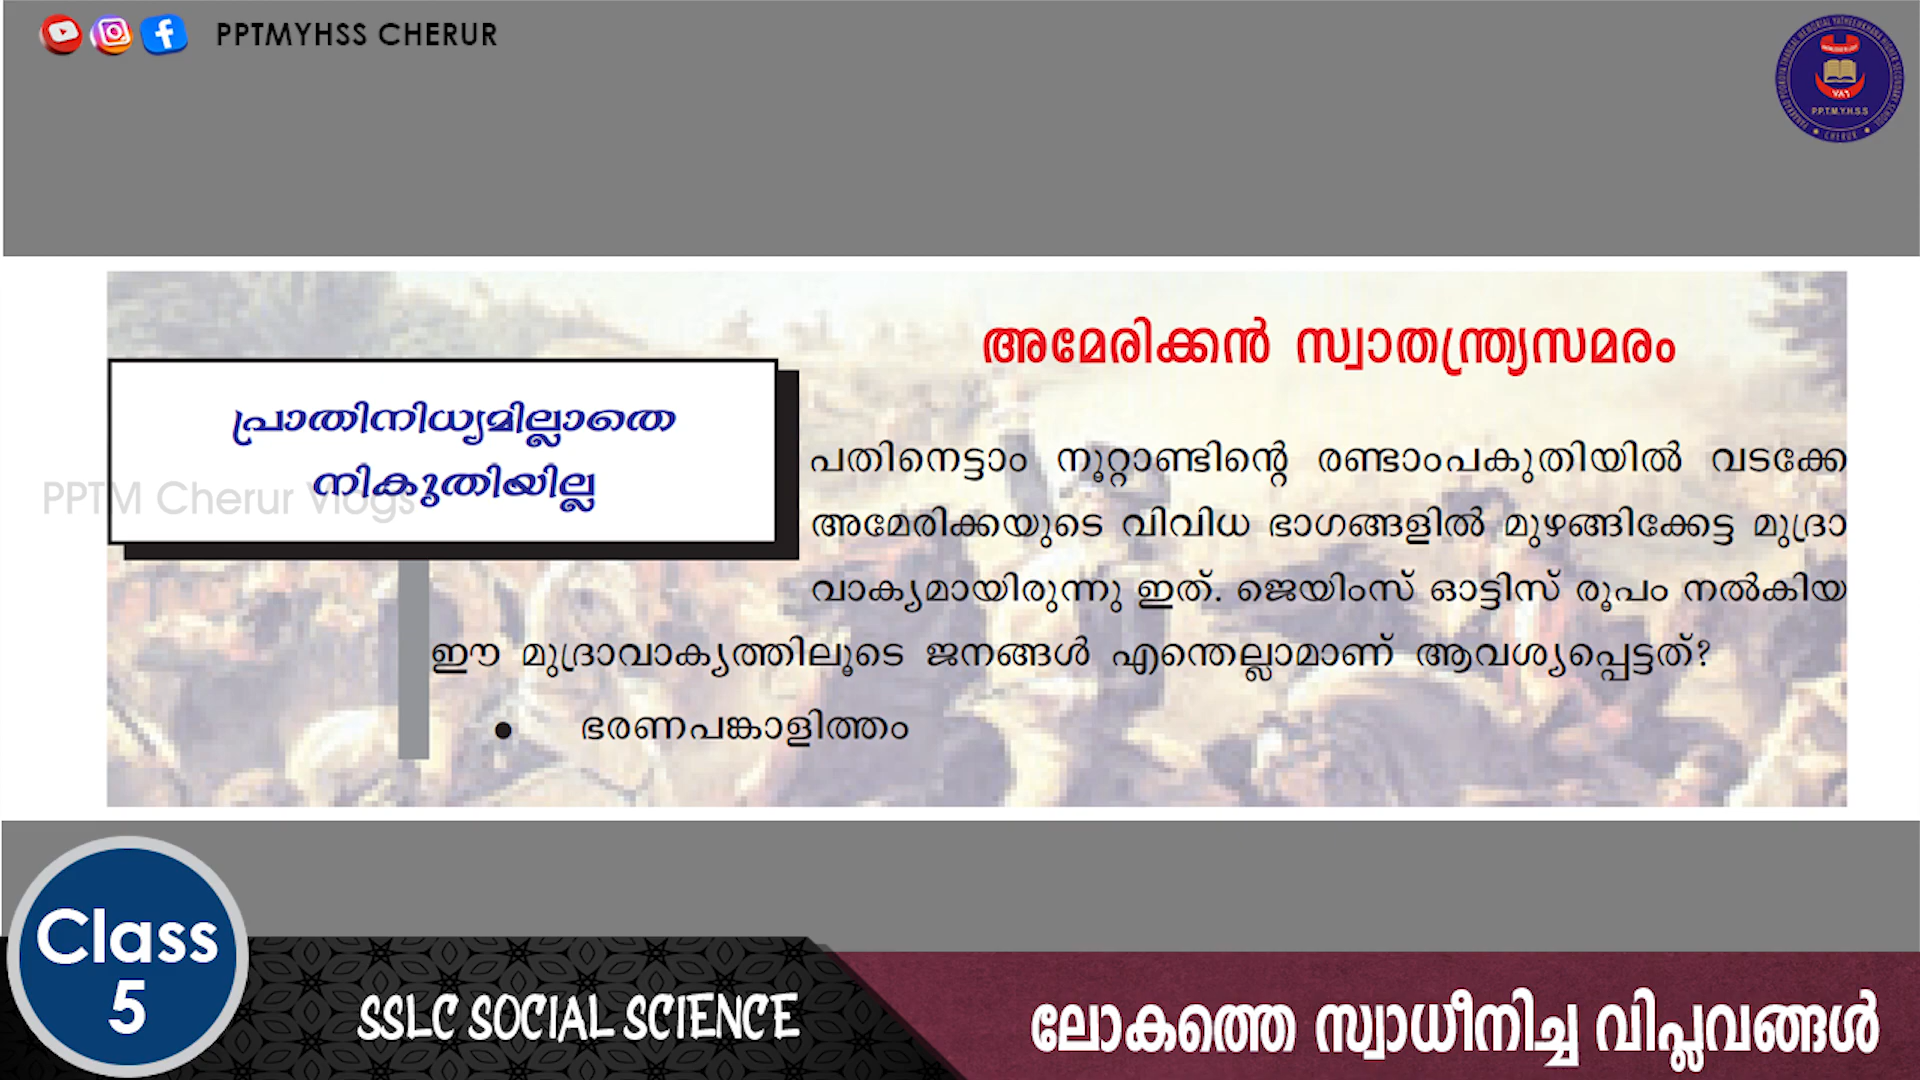 PPTMYHSS CHERUR
P.P.T.M.Y.H.S.S
CHERUR
അമേരിക്കൻ സ്വാതന്ത്ര്യസമരം
പ്രാതിനിധ്യമില്ലാതെ
നികുതിയില്ല
PPTM Cherur Vlogs
പതിനെട്ടാം നൂറ്റാണ്ടിന്റെ രണ്ടാംപകുതിയിൽ വടക്കേ
അമേരിക്കയുടെ വിവിധ ഭാഗങ്ങളിൽ മുഴങ്ങിക്കേട്ട മുദ്രാ
വാക്യമായിരുന്നു ഇത്. ജെയിംസ് ഓട്ടിസ് രൂപം നൽകിയ
ഈ മുദ്രാവാക്യത്തിലൂടെ ജനങ്ങൾ എന്തെല്ലാമാണ് ആവശ്യപ്പെട്ടത്?
• ഭരണപങ്കാളിത്തം
Class
5
SSLC SOCIAL SCIENCE
ലോകത്തെ സ്വാധീനിച്ച വിപ്ലവങ്ങൾ